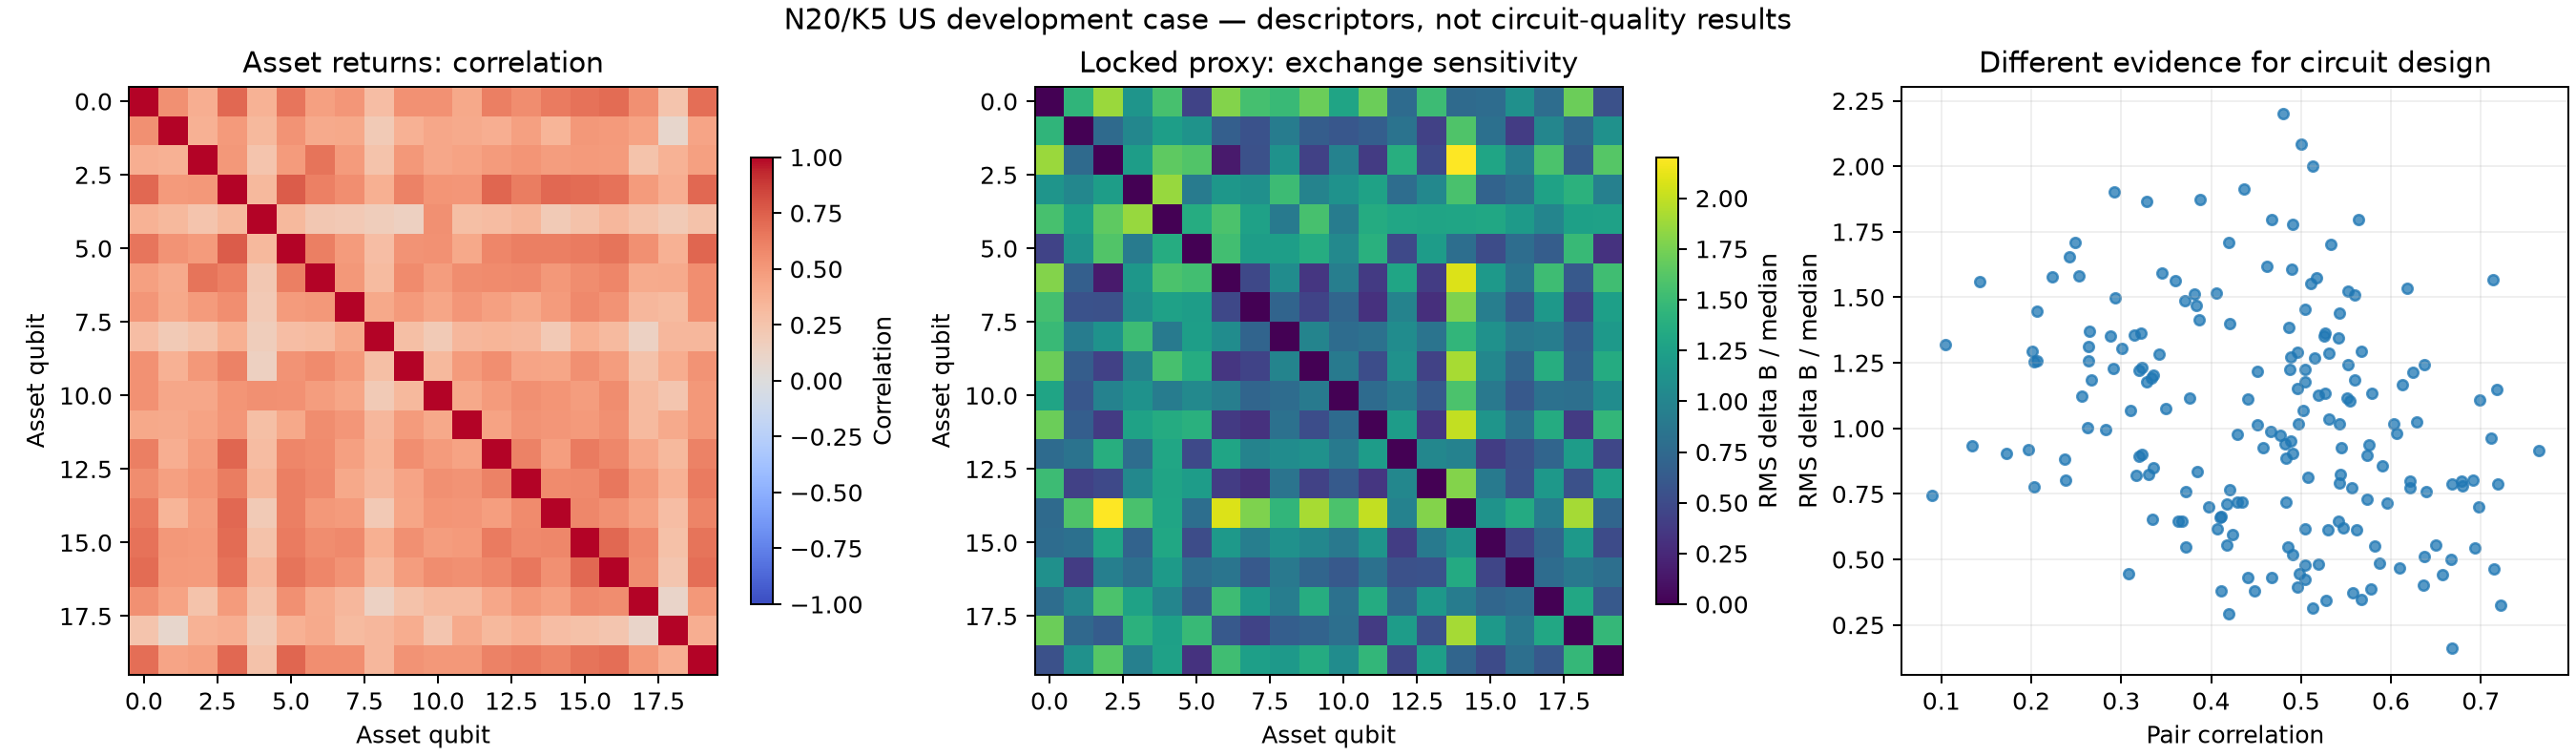 N20/K5 US development case — descriptors, not circuit-quality results
Asset returns: correlation
0.0
2.5
5.0
7.5
10.0
12.5
15.0
17.5
Asset qubit
0.0 2.5 5.0 7.5 10.0 12.5 15.0 17.5
Asset qubit
1.00
0.75
0.50
0.25
0.00
−0.25
−0.50
−0.75
−1.00
Correlation
Locked proxy: exchange sensitivity
0.0
2.5
5.0
7.5
10.0
12.5
15.0
17.5
Asset qubit
0.0 2.5 5.0 7.5 10.0 12.5 15.0 17.5
Asset qubit
2.00
1.75
1.50
1.25
1.00
0.75
0.50
0.25
0.00
RMS delta B / median
Different evidence for circuit design
2.25
2.00
1.75
1.50
1.25
1.00
0.75
0.50
0.25
RMS delta B / median
0.1 0.2 0.3 0.4 0.5 0.6 0.7
Pair correlation